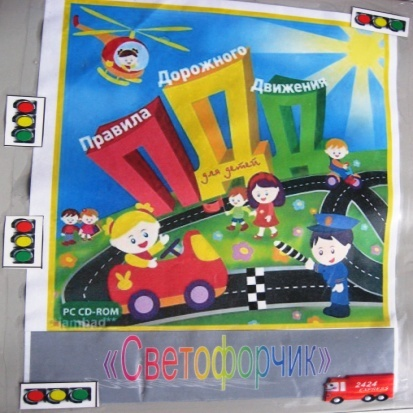 Правила
Дорожного
Движения
ПДД
для детей
PC CD-ROM
«Светофорчик»
2424